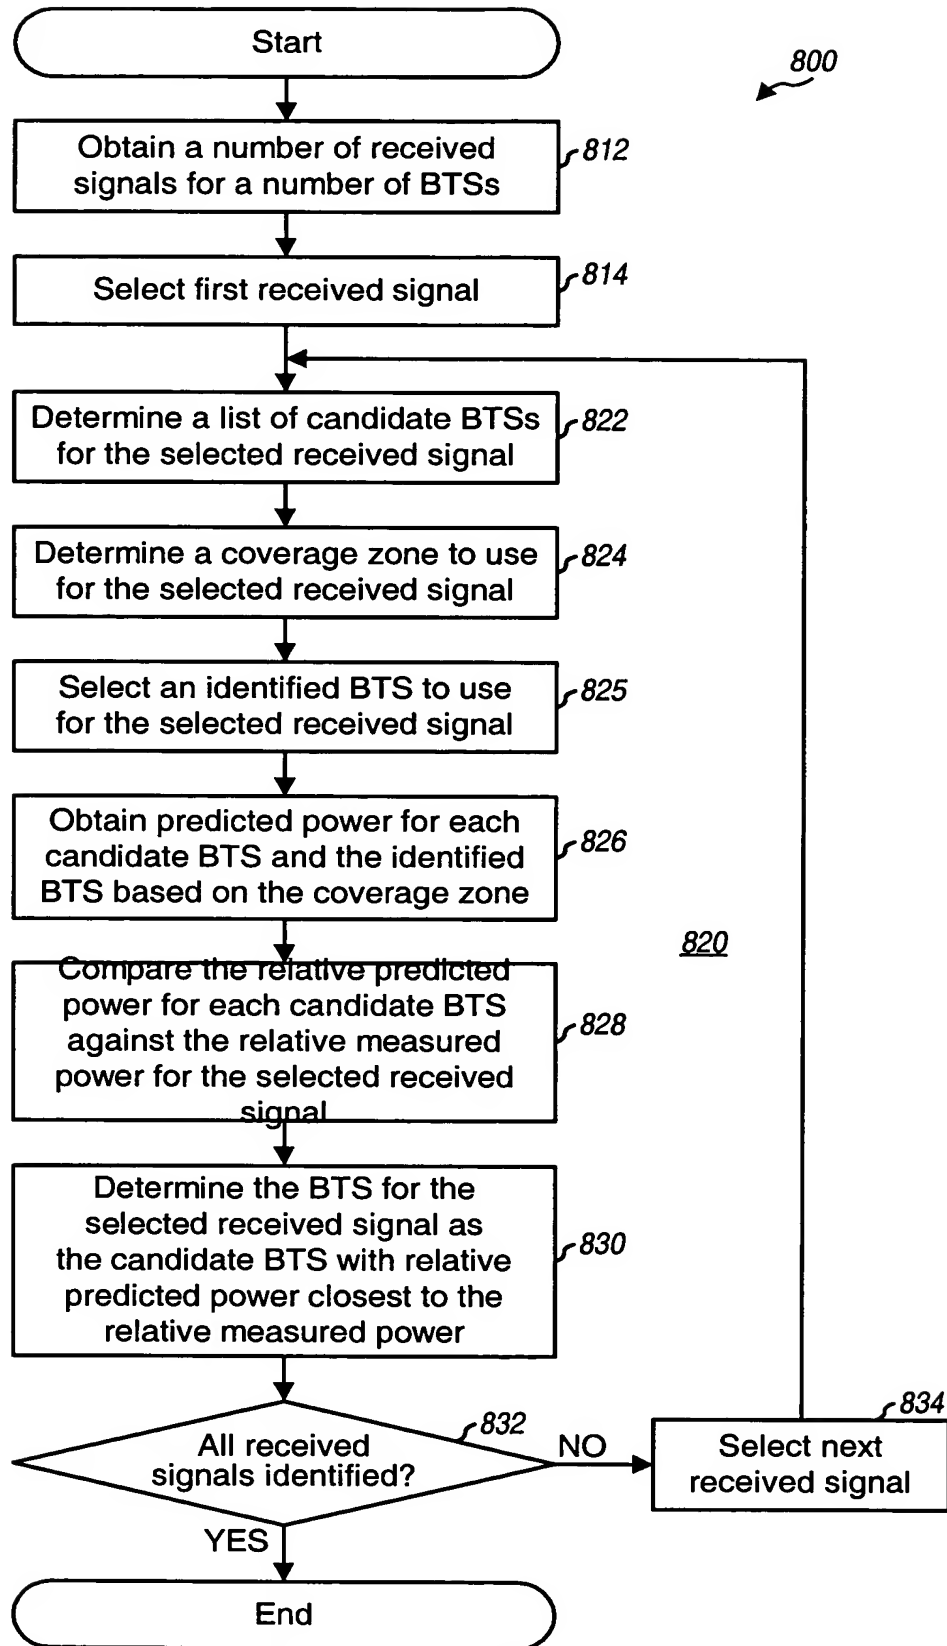 Start
800
Obtain a number of received
signals for a number of BTSs
812
Select first received signal
814
Determine a list of candidate BTSs
for the selected received signal
822
Determine a coverage zone to use
for the selected received signal
824
Select an identified BTS to use
for the selected received signal
825
Obtain predicted power for each
candidate BTS and the identified
BTS based on the coverage zone
826
820
Compare the relative predicted
power for each candidate BTS
against the relative measured
power for the selected received
signal
828
Determine the BTS for the
selected received signal as
the candidate BTS with relative
predicted power closest to the
relative measured power
830
All received
signals identified?
832
NO
834
Select next
received signal
YES
End